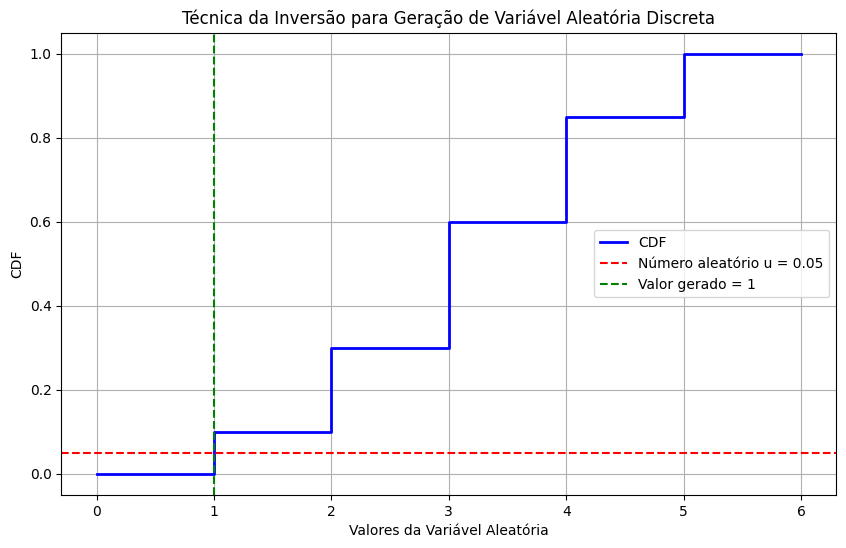 Técnica da Inversão para Geração de Variável Aleatória Discreta
1.0
0.8
0.6
0.4
0.2
0.0
CDF
CDF
Número aleatório u = 0.05
Valor gerado = 1
0 1 2 3 4 5 6
Valores da Variável Aleatória